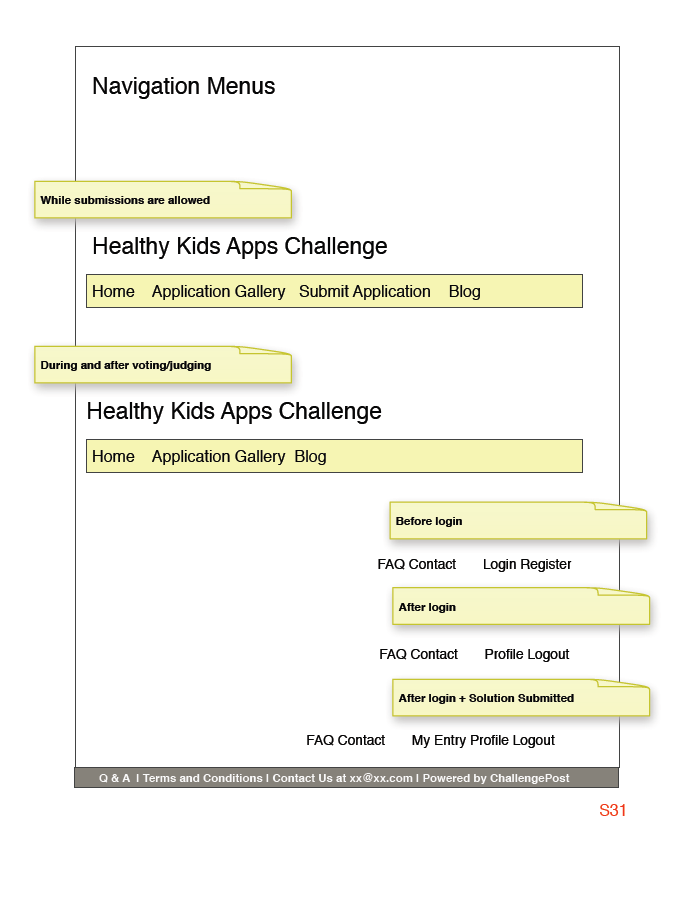 Navigation Menus
While submissions are allowed
Healthy Kids Apps Challenge
Home Application Gallery Submit Application Blog
During and after voting/judging
Healthy Kids Apps Challenge
Home Application Gallery Blog
Before login
FAQ Contact Login Register
After login
FAQ Contact Profile Logout
After login + Solution Submitted
FAQ Contact My Entry Profile Logout
Q & A | Terms and Conditions | Contact Us at xx@xx.com | Powered by ChallengePost
S31